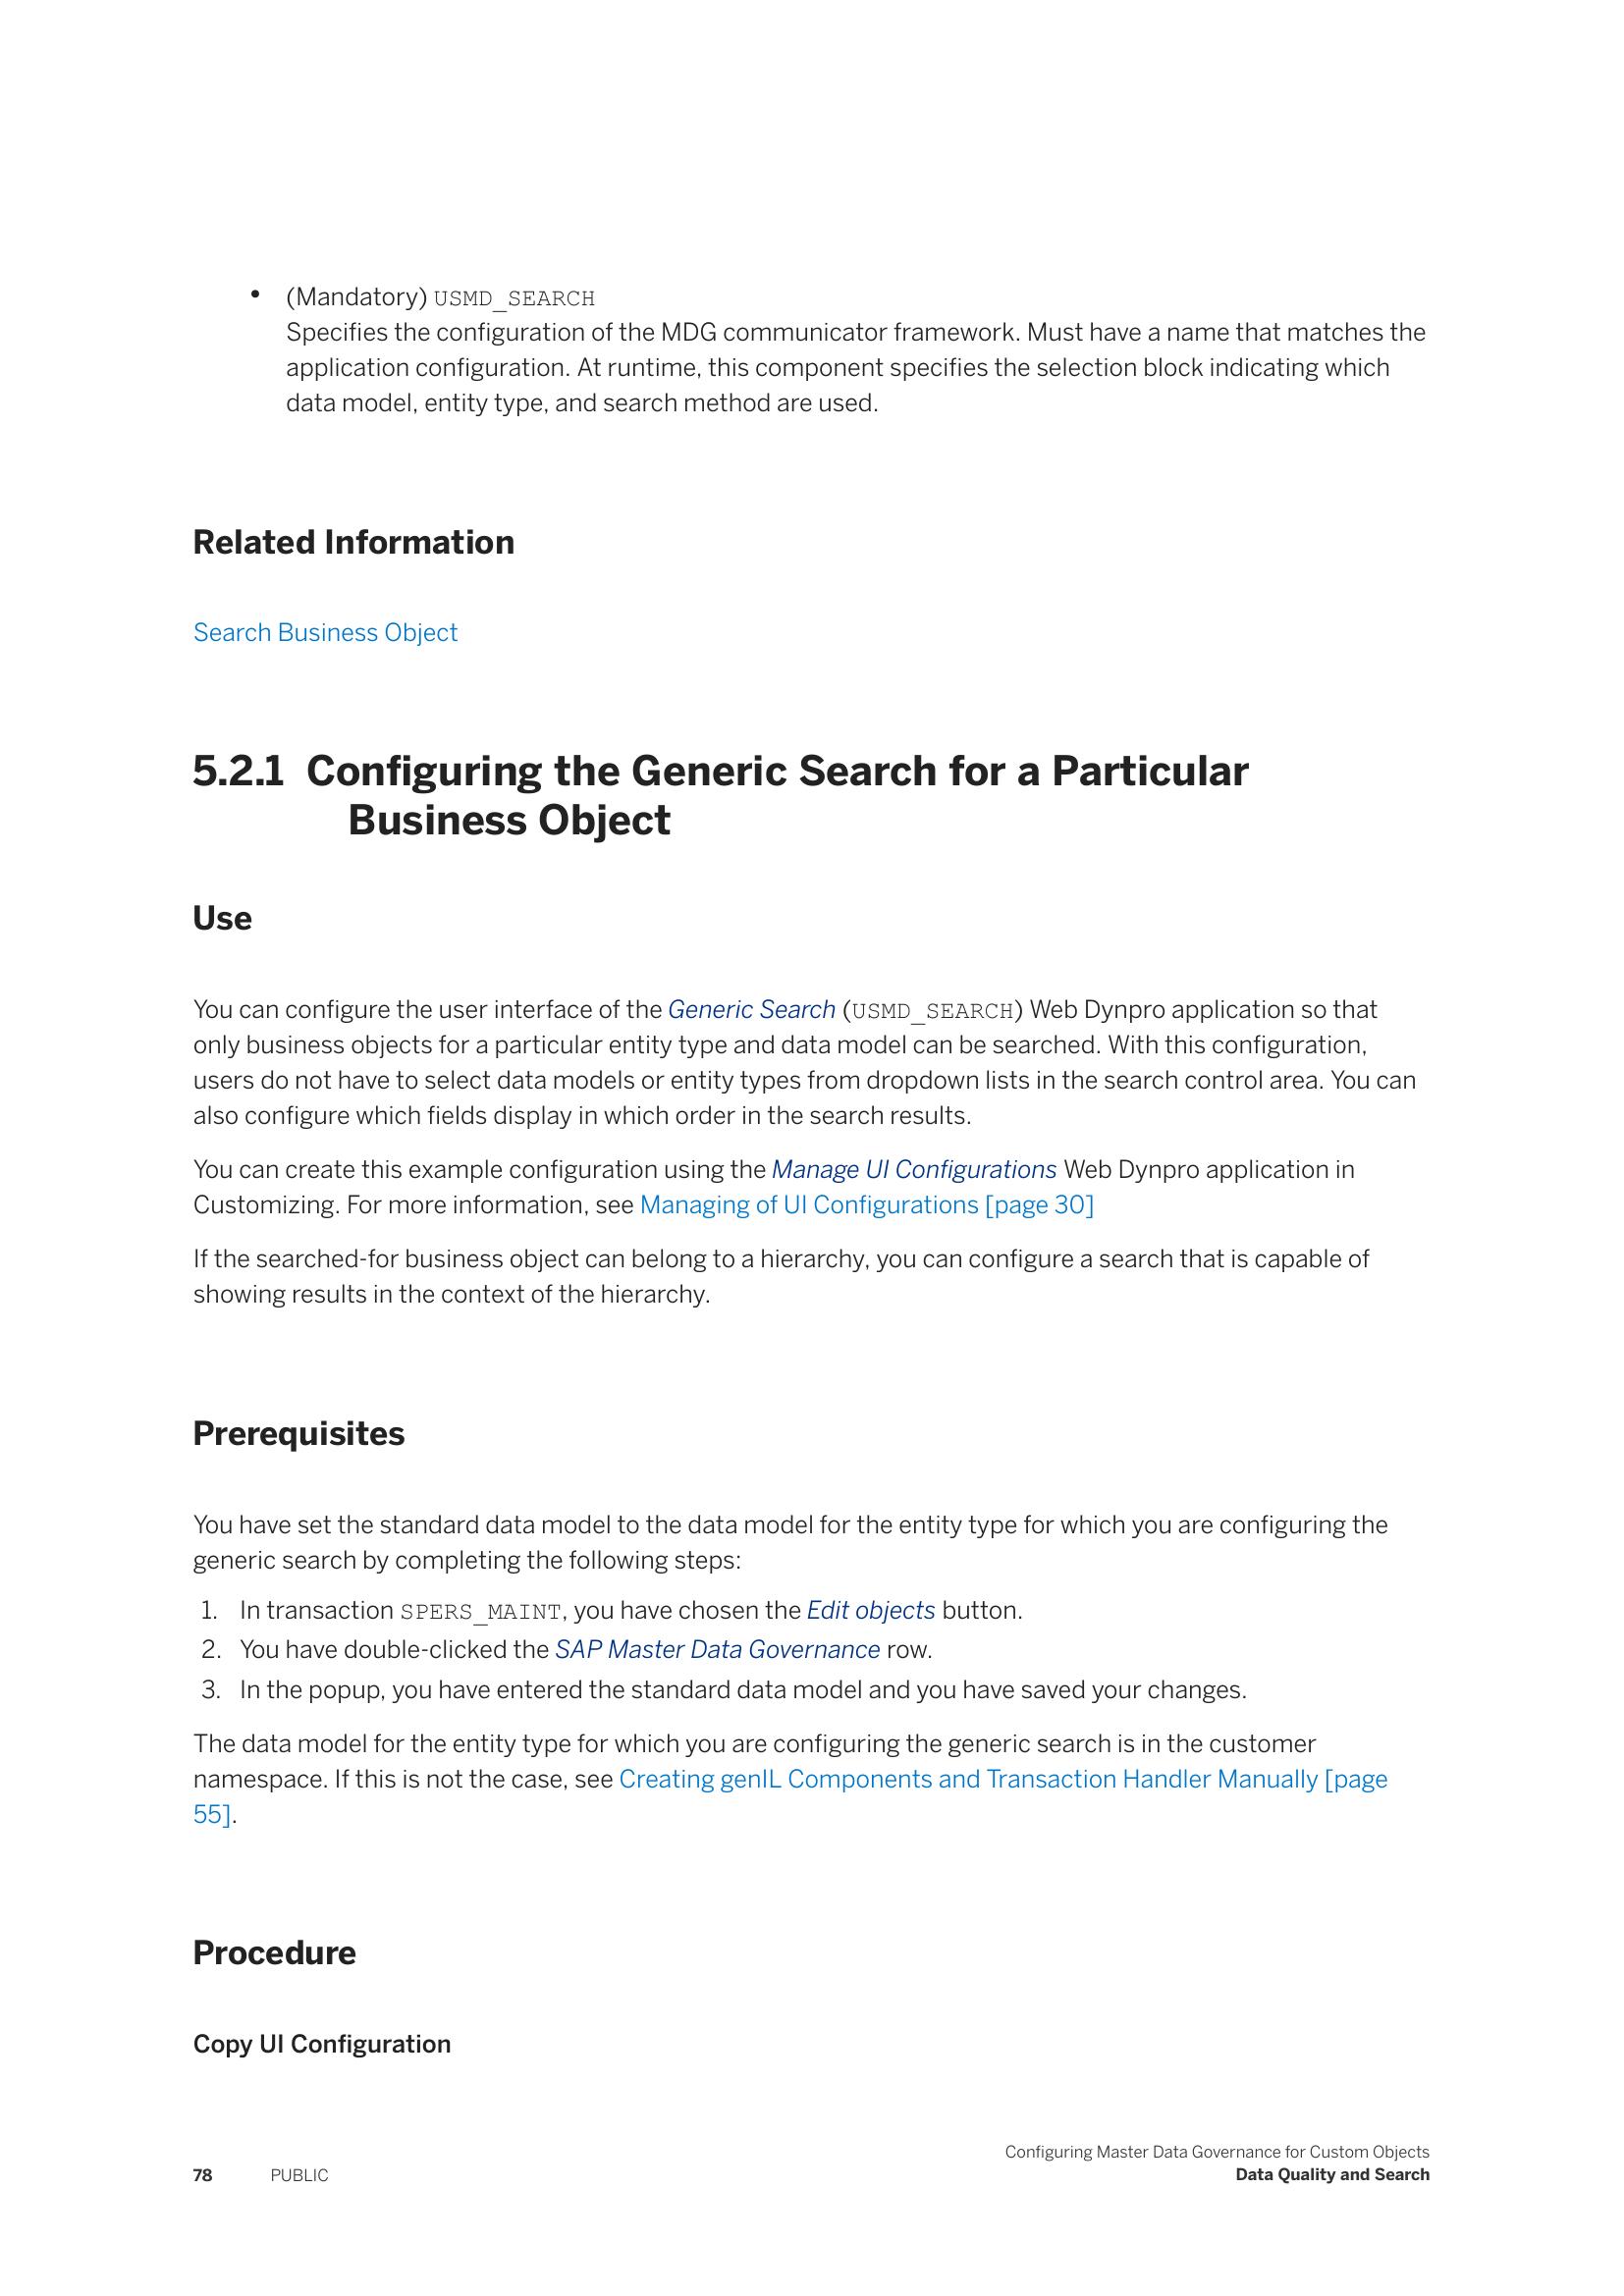 • (Mandatory) USMD_SEARCH
Specifies the configuration of the MDG communicator framework. Must have a name that matches the
application configuration. At runtime, this component specifies the selection block indicating which
data model, entity type, and search method are used.
Related Information
Search Business Object
5.2.1 Configuring the Generic Search for a Particular
Business Object
Use
You can configure the user interface of the Generic Search (USMD_SEARCH) Web Dynpro application so that
only business objects for a particular entity type and data model can be searched. With this configuration,
users do not have to select data models or entity types from dropdown lists in the search control area. You can
also configure which fields display in which order in the search results.
You can create this example configuration using the Manage UI Configurations Web Dynpro application in
Customizing. For more information, see Managing of UI Configurations [page 30]
If the searched-for business object can belong to a hierarchy, you can configure a search that is capable of
showing results in the context of the hierarchy.
Prerequisites
You have set the standard data model to the data model for the entity type for which you are configuring the
generic search by completing the following steps:
1. In transaction SPERS_MAINT, you have chosen the Edit objects button.
2. You have double-clicked the SAP Master Data Governance row.
3. In the popup, you have entered the standard data model and you have saved your changes.
The data model for the entity type for which you are configuring the generic search is in the customer
namespace. If this is not the case, see Creating genIL Components and Transaction Handler Manually [page
55].
Procedure
Copy UI Configuration
Configuring Master Data Governance for Custom Objects
78 PUBLIC Data Quality and Search